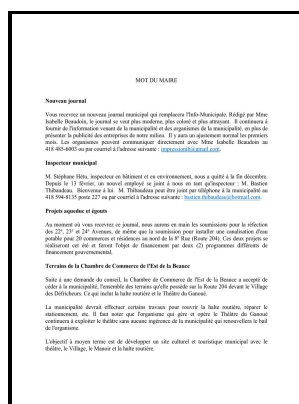 MOT DU MAIRE
Nouveau journal
Vous recevrez un nouveau journal municipal qui remplacera l'Info-Municipale. Rédigé par Mme
Isabelle Beaudoin, le journal se veut plus moderne, plus coloré et plus attrayant. Il continuera à
fournir de l'information venant de la municipalité et des organismes de la municipalité, en plus de
présenter la publicité des entreprises de notre milieu. Il y aura un ajustement normal les premiers
mois. Les organismes peuvent communiquer directement avec Mme Isabelle Beaudoin au
418 485-6003 ou par courriel à l'adresse suivante : impressionib@gmail.com.
Inspecteur municipal
M. Stéphane Hétu, inspecteur en bâtiment et en environnement, nous a quitté à la fin décembre.
Depuis le 13 février, un nouvel employé se joint à nous en tant qu'inspecteur : M. Bastien
Thibaudeau. Bienvenue à lui. M. Thibaudeau peut être joint par téléphone à la municipalité au
418 594-8135 poste 227 ou par courriel à l'adresse suivante : bastien.thibaudeau@hotmail.com.
Projets aqueduc et égouts
Au moment où vous recevrez ce journal, nous aurons en main les soumissions pour la réfection
des 22e, 23e et 24e Avenues, de même que la soumission pour installer une canalisation d'eau
potable pour 20 commerces et résidences au nord de la 8e Rue (Route 204). Ces deux projets se
réaliseront cet été et feront l'objet de financement par deux (2) programmes différents de
financement gouvernemental.
Terrains de la Chambre de Commerce de l'Est de la Beauce
Suite à une demande du conseil, la Chambre de Commerce de l'Est de la Beauce a accepté de
céder à la municipalité, l'ensemble des terrains qu'elle possède sur la Route 204 devant le Village
des Défricheurs. Ce qui inclut la halte routière et le Théâtre du Ganoué.
La municipalité devrait effectuer certains travaux pour rouvrir la halte routière, réparer le
stationnement, etc. Il faut noter que l'organisme qui gère et opère le Théâtre du Ganoué
continuera à exploiter le théâtre sans aucune ingérence de la municipalité qui renouvellera le bail
de l'organisme.
L'objectif à moyen terme est de développer un site culturel et touristique municipal avec le
théâtre, le Village, le Manoir et la halte routière.